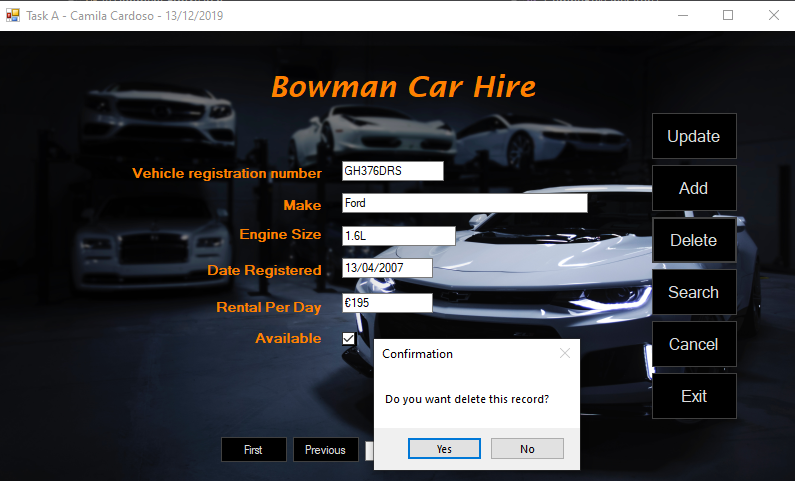 Task A - Camila Cardoso - 13/12/2019
Bowman Car Hire
Update
Vehicle registration number GH376DRS
Add
Make Ford
Engine Size 1.6L
Delete
Date Registered 13/04/2007
Search
Rental Per Day €195
Available
Cancel
Confirmation
Do you want delete this record?
Exit
Yes No
First Previous